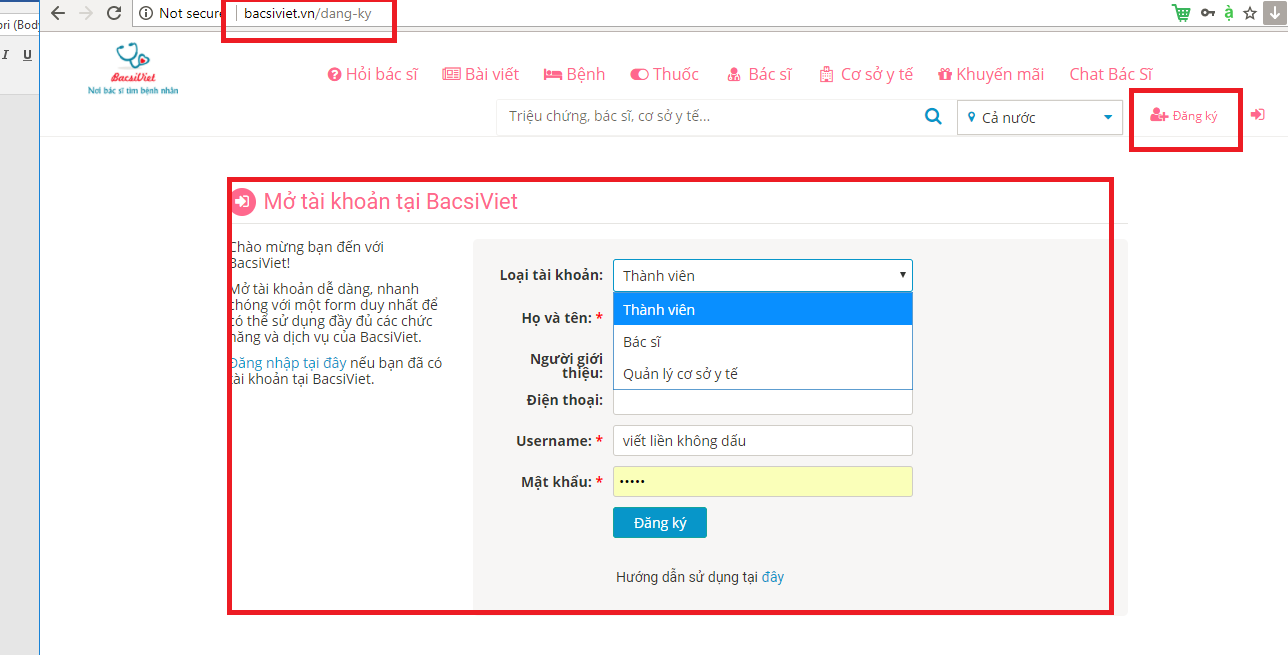 ori (Body
I U
Not secure
bacsiviet.vn/dang-ky
BacsiViet
Nơi bác sĩ tìm bệnh nhân
Hỏi bác sĩ Bài viết Bệnh Thuốc Bác sĩ Cơ sở y tế Khuyến mãi Chat Bác Sĩ
Triệu chứng, bác sĩ, cơ sở y tế... Cả nước Đăng ký
Mở tài khoản tại BacsiViet
Chào mừng bạn đến với
BacsiViet!
Mở tài khoản dễ dàng, nhanh
chóng với một form duy nhất để
có thể sử dụng đầy đủ các chức
năng và dịch vụ của BacsiViet.
Đăng nhập tại đây nếu bạn đã có
tài khoản tại BacsiViet.
Loại tài khoản: Thành viên
Thành viên
Bác sĩ
Quản lý cơ sở y tế
Họ và tên: *
Người giới
thiệu:
Điện thoại:
Username: * viết liền không dấu
Mật khẩu: * •••••
Đăng ký
Hướng dẫn sử dụng tại đây